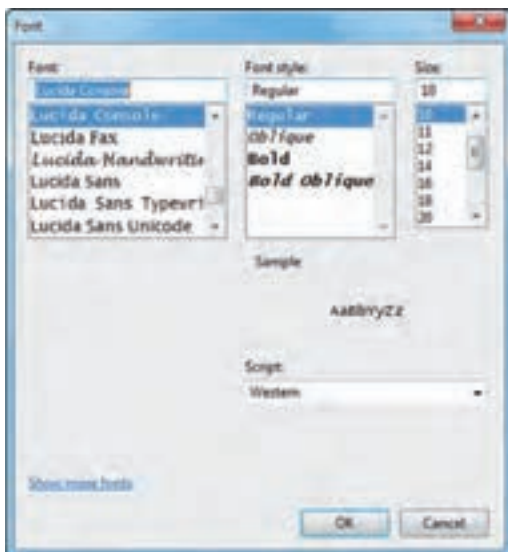 Font
Font:
Lucida Console
Lucida Console
Lucida Fax
Lucida Handwritin
Lucida Sans
Lucida Sans Typewri
Lucida Sans Unicode
Font style:
Regular
Regular
Oblique
Bold
Bold Oblique
Size:
10
10
11
12
14
16
18
20
Sample
AaBbYyZz
Script:
Western
Show more fonts
OK
Cancel